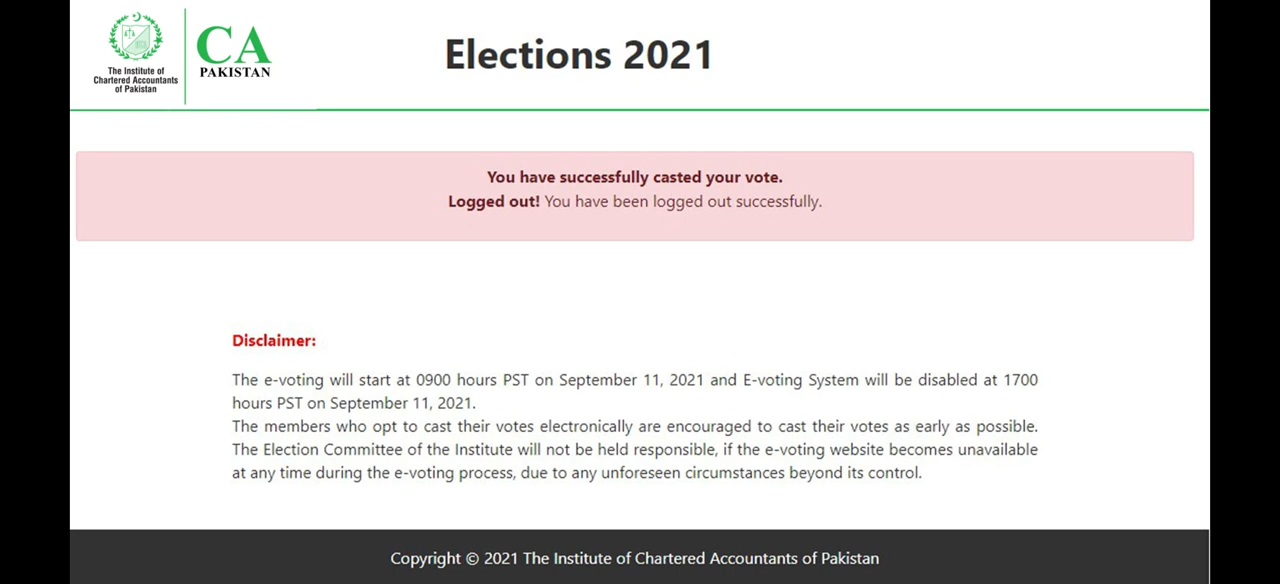 The Institute of
Chartered Accountants
of Pakistan
CA
PAKISTAN
Elections 2021
You have successfully casted your vote.
Logged out! You have been logged out successfully.
Disclaimer:
The e-voting will start at 0900 hours PST on September 11, 2021 and E-voting System will be disabled at 1700
hours PST on September 11, 2021.
The members who opt to cast their votes electronically are encouraged to cast their votes as early as possible.
The Election Committee of the Institute will not be held responsible, if the e-voting website becomes unavailable
at any time during the e-voting process, due to any unforeseen circumstances beyond its control.
Copyright © 2021 The Institute of Chartered Accountants of Pakistan